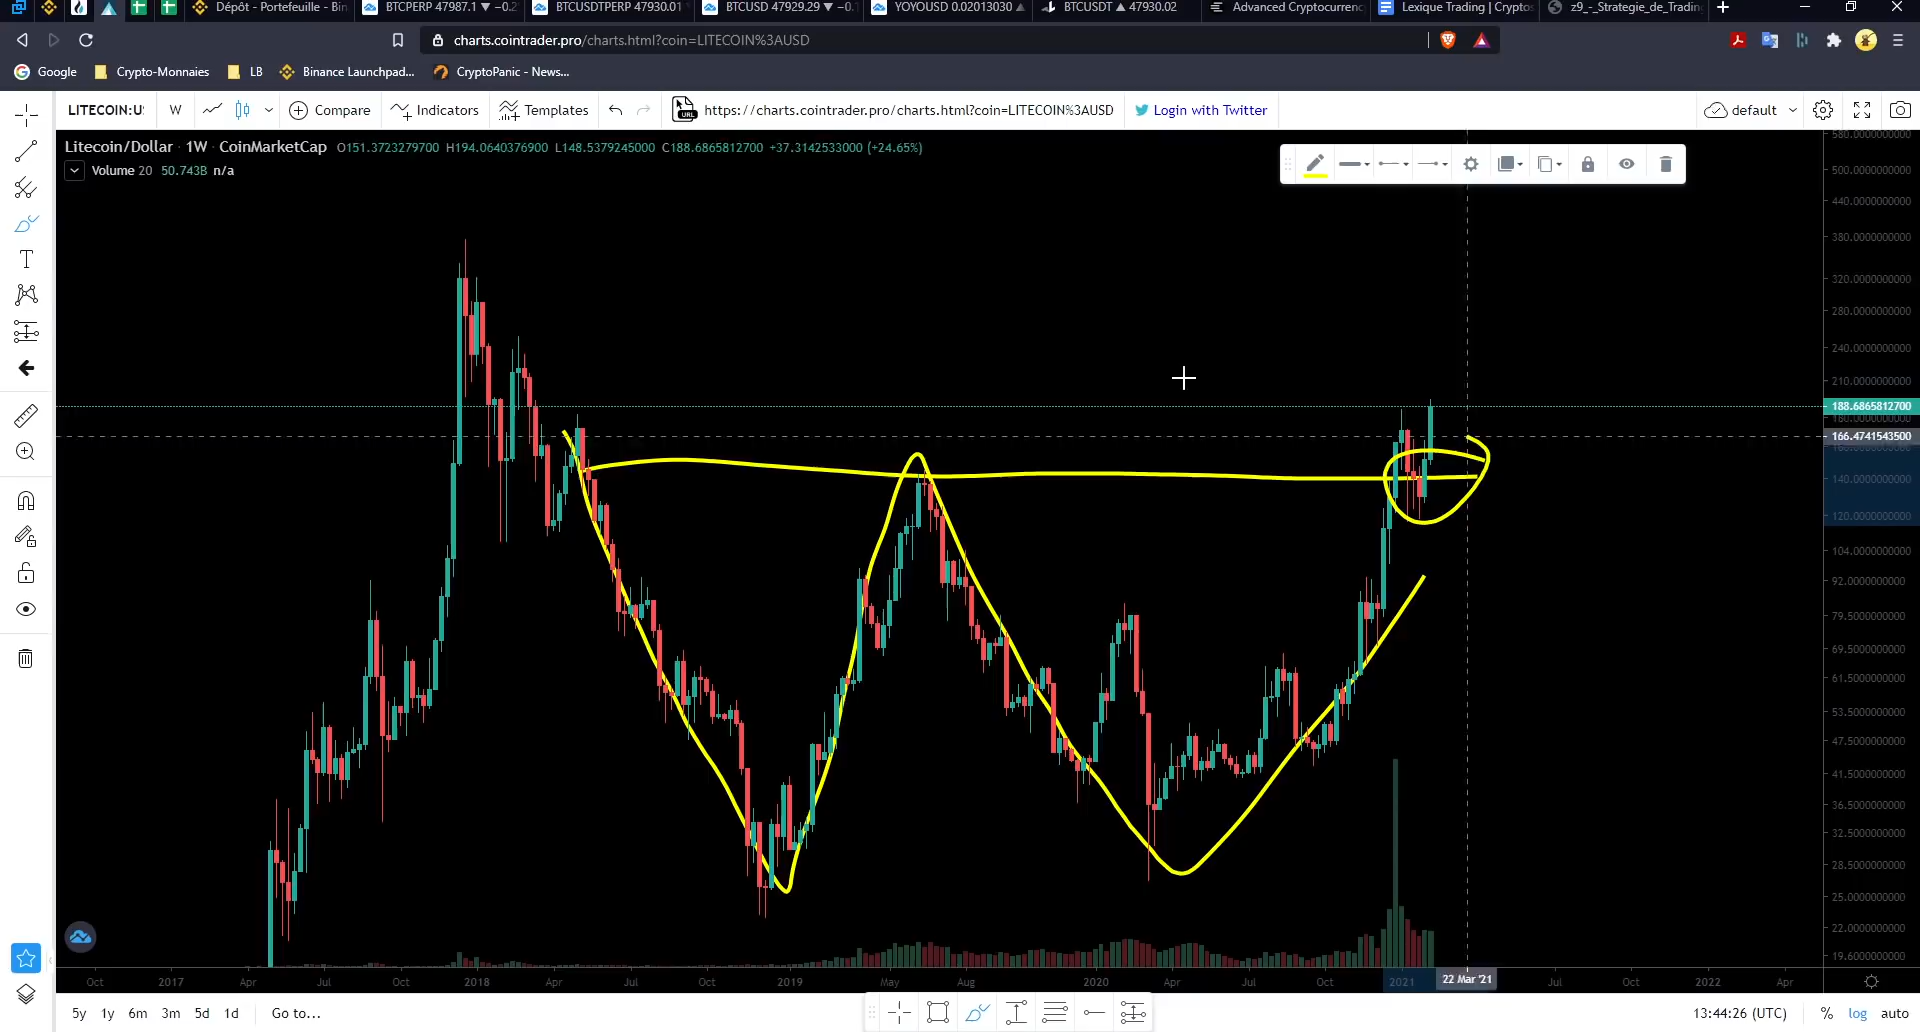 Dépôt - Portefeuille - Bin
BTCPERP 47987.1 ▼ −0.2
BTCUSDTPERP 47930.01
BTCUSD 47929.29 ▼ −0.
YOYOUSD 0.02013030 ▲
BTCUSDT ▲ 47930.02
Advanced Cryptocurrenc
Lexique Trading | Cryptos
z9_-_Strategie_de_Trading
charts.cointrader.pro/charts.html?coin=LITECOIN%3AUSD
Google Crypto-Monnaies LB Binance Launchpad... CryptoPanic - News...
LITECOIN:U W Compare Indicators Templates URL https://charts.cointrader.pro/charts.html?coin=LITECOIN%3AUSD Login with Twitter default
Litecoin/Dollar · 1W · CoinMarketCap O151.3723279700 H194.0640376900 L148.5379245000 C188.6865812700 +37.3142533000 (+24.65%)
Volume 20 50.743B n/a
580.0000000000
500.0000000000
440.0000000000
380.0000000000
320.0000000000
280.0000000000
240.0000000000
210.0000000000
188.6865812700
166.4741543500
140.0000000000
120.0000000000
104.0000000000
92.0000000000
79.5000000000
69.5000000000
61.5000000000
53.5000000000
47.5000000000
41.5000000000
36.5000000000
32.5000000000
28.5000000000
25.0000000000
22.0000000000
19.6000000000
Oct 2017 Apr Jul Oct 2018 Apr Jul Oct 2019 May Aug 2020 Apr Jul Oct 2021 22 Mar '21 Jul Oct 2022 Apr
5y 1y 6m 3m 5d 1d Go to... 13:44:26 (UTC) % log auto